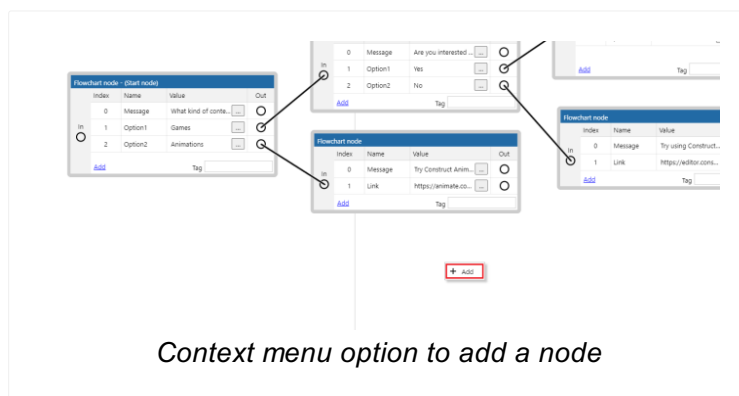 Message Are you interested ... ...
In
1 Option1 Yes ...
2 Option2 No ...
Add Tag
Add Tag
Flowchart node - (Start node)
Index Name Value Out
0 Message What kind of conte... ...
In
1 Option1 Games ...
2 Option2 Animations ...
Add Tag
Flowchart node
Index Name Value Out
0 Message Try Construct Anim... ...
In
1 Link https://animate.co... ...
Add Tag
Flowchart node
Index Name Value
0 Message Try using Construct...
In
1 Link https://editor.cons...
Add Tag
+ Add
Context menu option to add a node